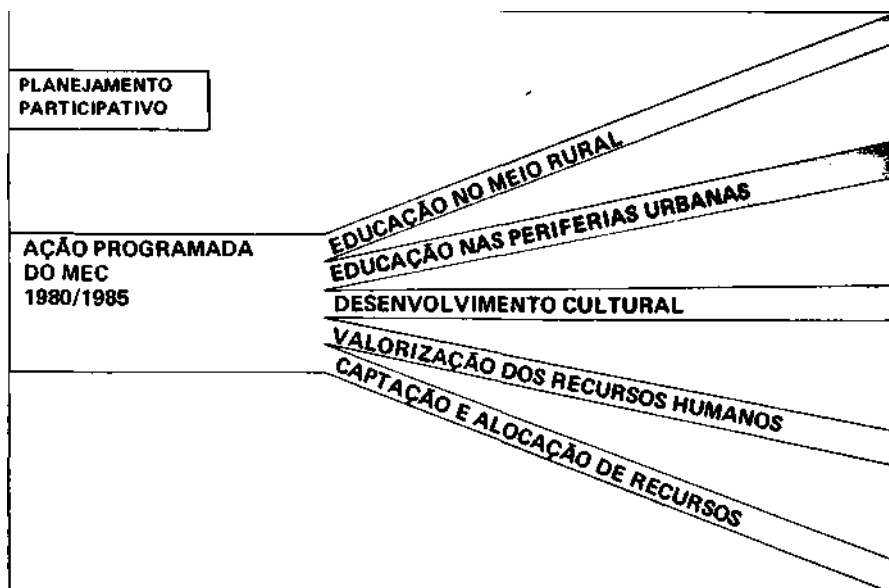 PLANEJAMENTO
PARTICIPATIVO
AÇÃO PROGRAMADA
DO MEC
1980/1985
EDUCAÇÃO NO MEIO RURAL
EDUCAÇÃO NAS PERIFERIAS URBANAS
DESENVOLVIMENTO CULTURAL
VALORIZAÇÃO DOS RECURSOS HUMANOS
CAPTAÇÃO E ALOCAÇÃO DE RECURSOS